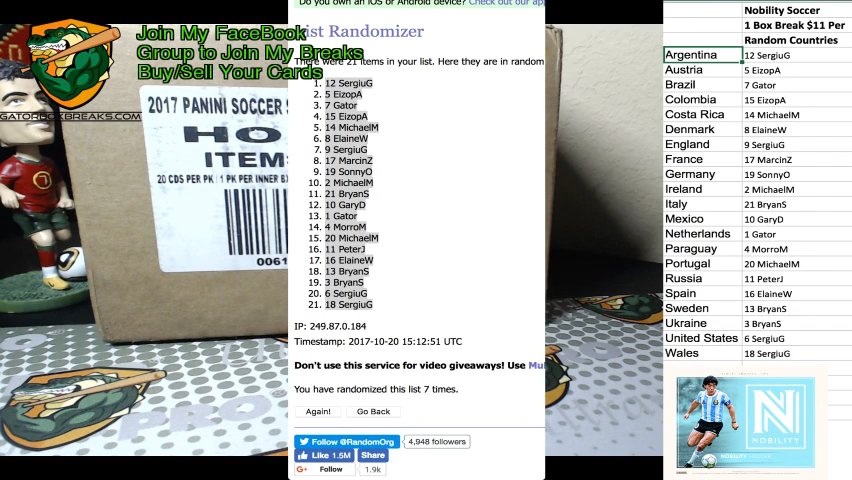 Join My FaceBook
Group to Join My Breaks
Buy/Sell Your Cards
GATORBOXBREAKS.COM
2017 PANINI SOCCER
HO
ITEM
20 CDS PER PK / 1 PK PER INNER
0061
7
Do you own an iOS or Android device? Check out our ap
ist Randomizer
There were 21 items in your list. Here they are in random
1. 12 SergiuG
2. 5 EizopA
3. 7 Gator
4. 15 EizopA
5. 14 MichaelM
6. 8 ElaineW
7. 9 SergiuG
8. 17 MarcinZ
9. 19 SonnyO
10. 2 MichaelM
11. 21 BryanS
12. 10 GaryD
13. 1 Gator
14. 4 MorroM
15. 20 MichaelM
16. 11 PeterJ
17. 16 ElaineW
18. 13 BryanS
19. 3 BryanS
20. 6 SergiuG
21. 18 SergiuG
IP: 249.87.0.184
Timestamp: 2017-10-20 15:12:51 UTC
Don't use this service for video giveaways! Use Mul
You have randomized this list 7 times.
Again! Go Back
Follow @RandomOrg 4,948 followers
Like 1.5M Share
G+ Follow 1.9k
Nobility Soccer
1 Box Break $11 Per
Random Countries
Argentina 12 SergiuG
Austria 5 EizopA
Brazil 7 Gator
Colombia 15 EizopA
Costa Rica 14 MichaelM
Denmark 8 ElaineW
England 9 SergiuG
France 17 MarcinZ
Germany 19 SonnyO
Ireland 2 MichaelM
Italy 21 BryanS
Mexico 10 GaryD
Netherlands 1 Gator
Paraguay 4 MorroM
Portugal 20 MichaelM
Russia 11 PeterJ
Spain 16 ElaineW
Sweden 13 BryanS
Ukraine 3 BryanS
United States 6 SergiuG
Wales 18 SergiuG
N
NOBILITY
NOBILITY